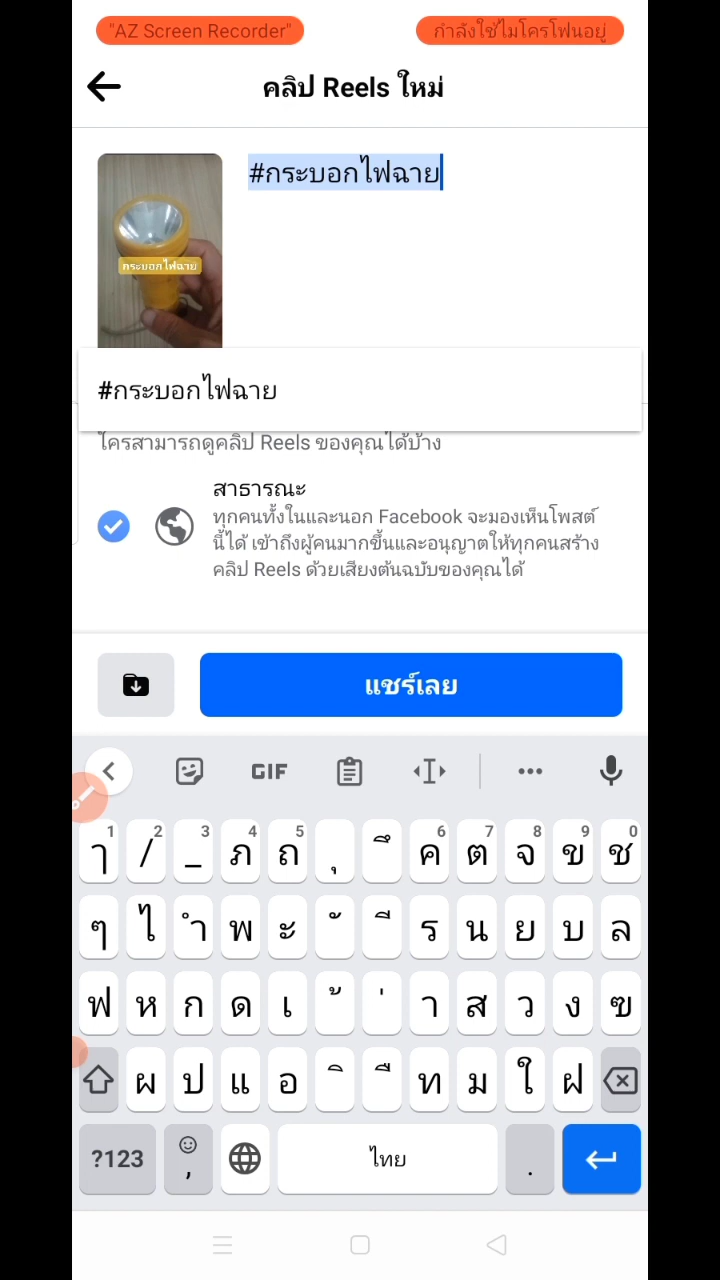 "AZ Screen Recorder" กำลังใช้ไมโครโฟนอยู่
คลิป Reels ใหม่
#กระบอกไฟฉาย
กระบอกไฟฉาย
#กระบอกไฟฉาย
ใครสามารถดูคลิป Reels ของคุณได้บ้าง
สาธารณะ
ทุกคนทั้งในและนอก Facebook จะมองเห็นโพสต์
นี้ได้ เข้าถึงผู้คนมากขึ้นและอนุญาตให้ทุกคนสร้าง
คลิป Reels ด้วยเสียงต้นฉบับของคุณได้
แชร์เลย
GIF
ๅ 1 / 2 _ 3 ภ 4 ถ 5 ุ ึ ค 6 ต 7 จ 8 ข 9 ช 0
ๆ ไ ำ พ ะ ั ี ร น ย บ ล
ฟ ห ก ด เ ้ ่ า ส ว ง ฃ
ผ ป แ อ ิ ื ท ม ใ ฝ
?123 , ไทย .